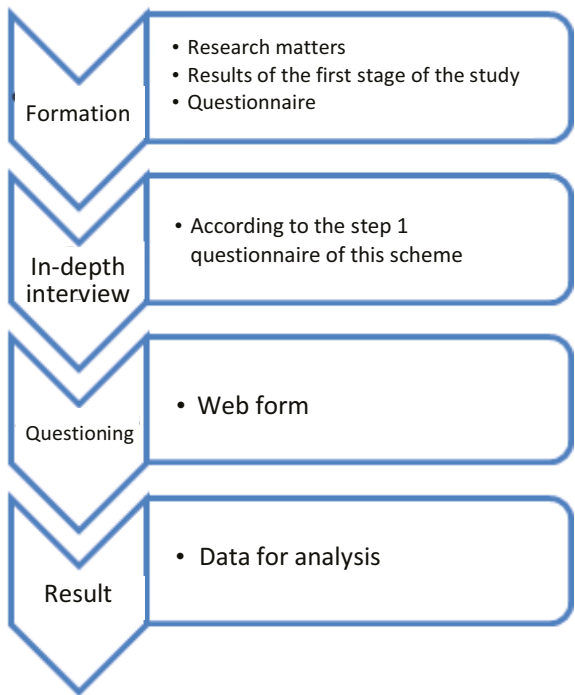 Formation
• Research matters
• Results of the first stage of the study
• Questionnaire
In-depth
interview
• According to the step 1
questionnaire of this scheme
Questioning
• Web form
Result
• Data for analysis